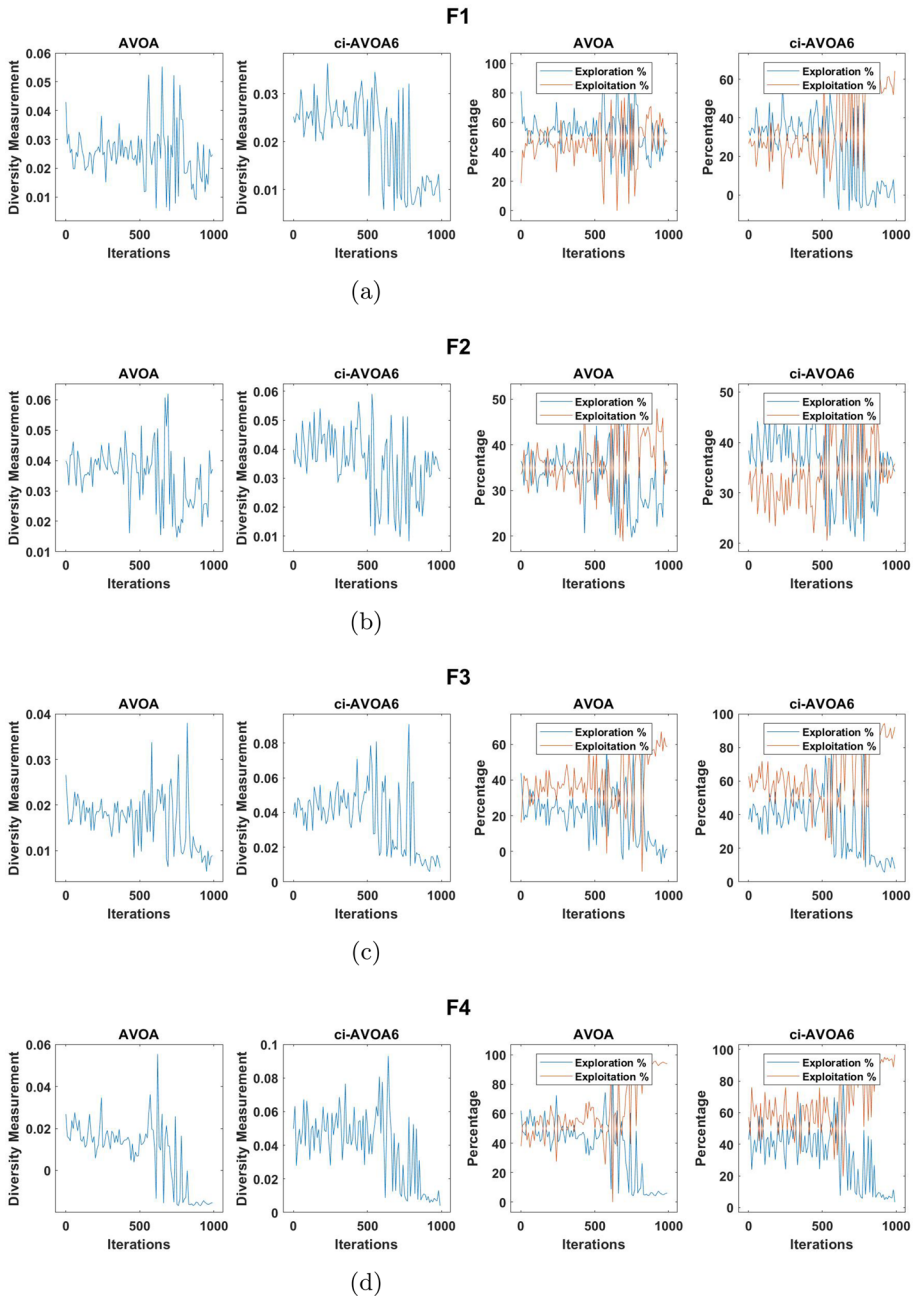 F1
AVOA
ci-AVOA6
AVOA
ci-AVOA6
Diversity Measurement
0.06
0.05
0.04
0.03
0.02
0.01
0
500
1000
Iterations
Diversity Measurement
0.03
0.02
0.01
0
500
1000
Iterations
Percentage
100
80
60
40
20
0
Exploration %
Exploitation %
0
500
1000
Iterations
Percentage
60
40
20
0
Exploration %
Exploitation %
0
500
1000
Iterations
(a)
F2
AVOA
ci-AVOA6
AVOA
ci-AVOA6
Diversity Measurement
0.06
0.05
0.04
0.03
0.02
0.01
0
500
1000
Iterations
Diversity Measurement
0.06
0.05
0.04
0.03
0.02
0.01
0
500
1000
Iterations
Percentage
50
40
30
20
Exploration %
Exploitation %
0
500
1000
Iterations
Percentage
50
40
30
20
Exploration %
Exploitation %
0
500
1000
Iterations
(b)
F3
AVOA
ci-AVOA6
AVOA
ci-AVOA6
Diversity Measurement
0.04
0.03
0.02
0.01
0
500
1000
Iterations
Diversity Measurement
0.08
0.06
0.04
0.02
0
0
500
1000
Iterations
Percentage
60
40
20
0
Exploration %
Exploitation %
0
500
1000
Iterations
Percentage
100
80
60
40
20
0
Exploration %
Exploitation %
0
500
1000
Iterations
(c)
F4
AVOA
ci-AVOA6
AVOA
ci-AVOA6
Diversity Measurement
0.06
0.04
0.02
0
0
500
1000
Iterations
Diversity Measurement
0.1
0.08
0.06
0.04
0.02
0
0
500
1000
Iterations
Percentage
100
80
60
40
20
0
Exploration %
Exploitation %
0
500
1000
Iterations
Percentage
100
80
60
40
20
0
Exploration %
Exploitation %
0
500
1000
Iterations
(d)